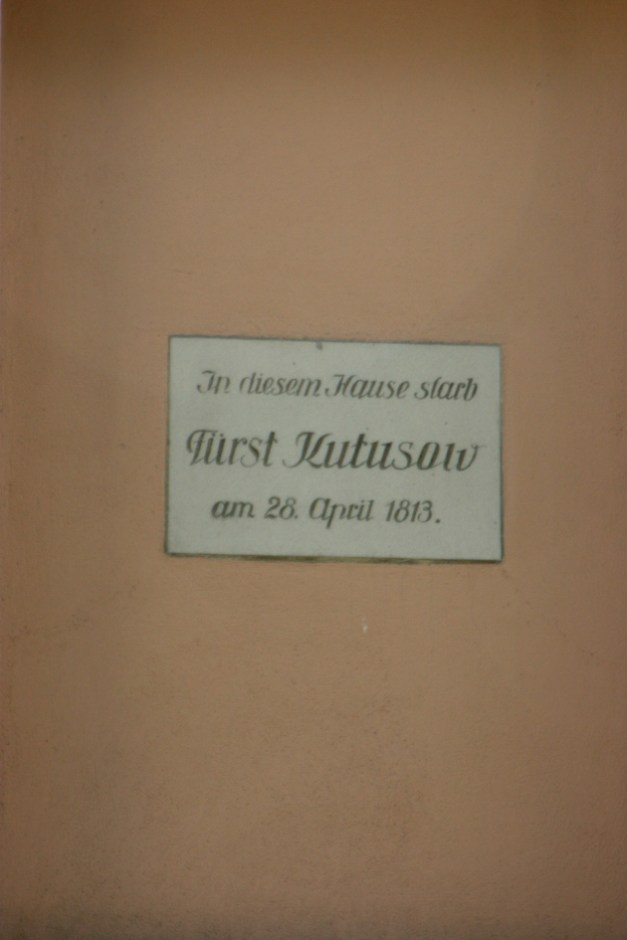 In diesem Hause starb
Fürst Kutusow
am 28. April 1813.